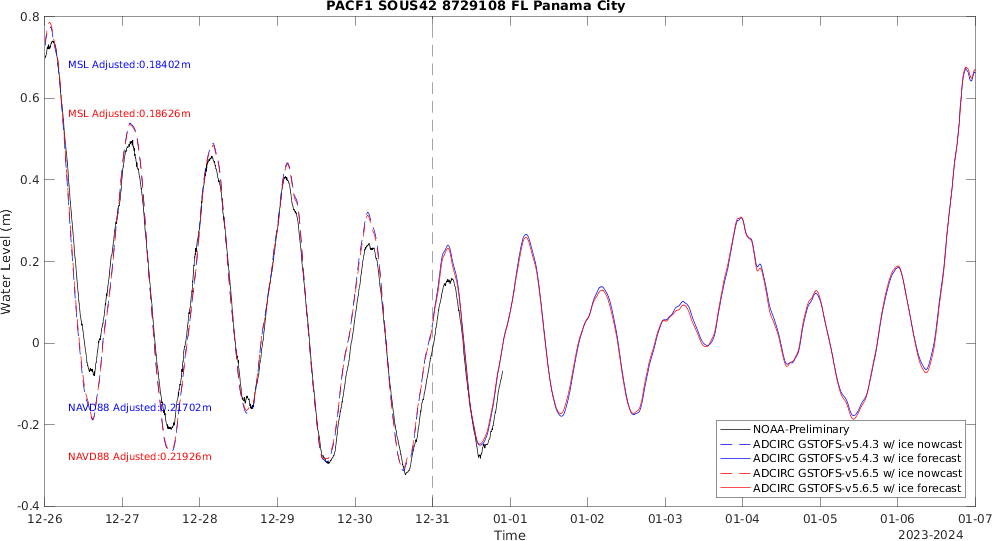 PACF1 SOUS42 8729108 FL Panama City
0.8
0.6
0.4
0.2
0
-0.2
-0.4
Water Level (m)
MSL Adjusted:0.18402m
MSL Adjusted:0.18626m
NAVD88 Adjusted:0.21702m
NAVD88 Adjusted:0.21926m
NOAA-Preliminary
ADCIRC GSTOFS-v5.4.3 w/ ice nowcast
ADCIRC GSTOFS-v5.4.3 w/ ice forecast
ADCIRC GSTOFS-v5.6.5 w/ ice nowcast
ADCIRC GSTOFS-v5.6.5 w/ ice forecast
12-26 12-27 12-28 12-29 12-30 12-31 01-01 01-02 01-03 01-04 01-05 01-06 01-07
Time
2023-2024